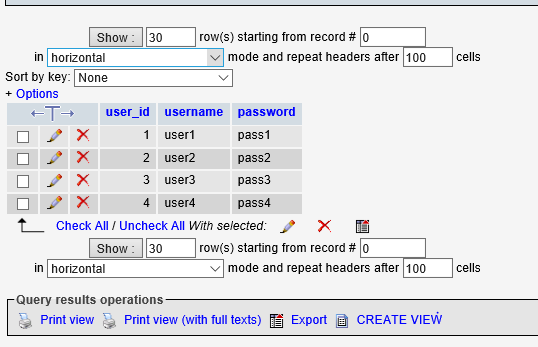 Show : 30 row(s) starting from record # 0
in horizontal mode and repeat headers after 100 cells
Sort by key: None
+ Options
user_id username password
1 user1 pass1
2 user2 pass2
3 user3 pass3
4 user4 pass4
Check All / Uncheck All With selected:
Show : 30 row(s) starting from record # 0
in horizontal mode and repeat headers after 100 cells
Query results operations
Print view Print view (with full texts) Export CREATE VIEW